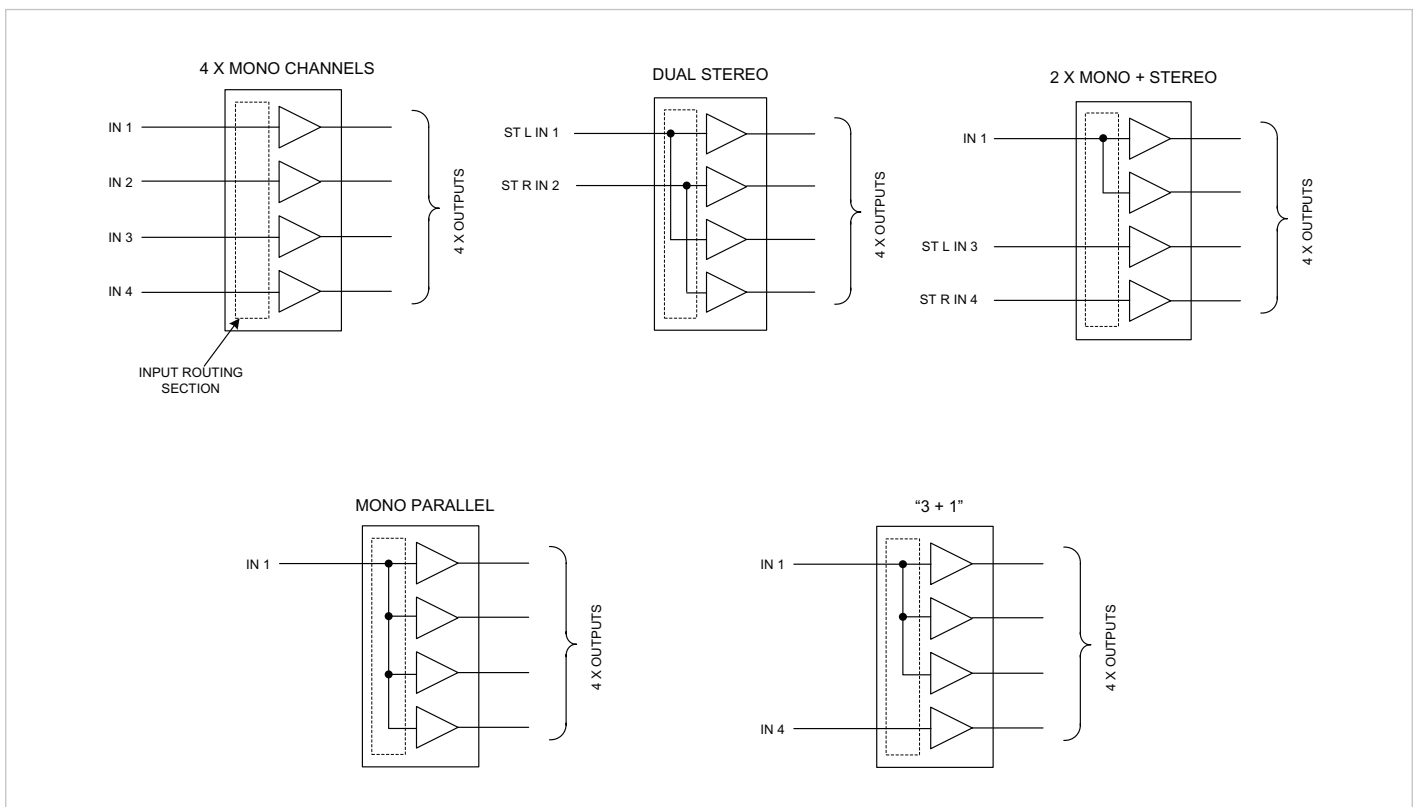 4 X MONO CHANNELS
IN 1
IN 2
IN 3
IN 4
4 X OUTPUTS
INPUT ROUTING
SECTION
DUAL STEREO
ST L IN 1
ST R IN 2
4 X OUTPUTS
2 X MONO + STEREO
IN 1
ST L IN 3
ST R IN 4
4 X OUTPUTS
MONO PARALLEL
IN 1
4 X OUTPUTS
“3 + 1”
IN 1
IN 4
4 X OUTPUTS